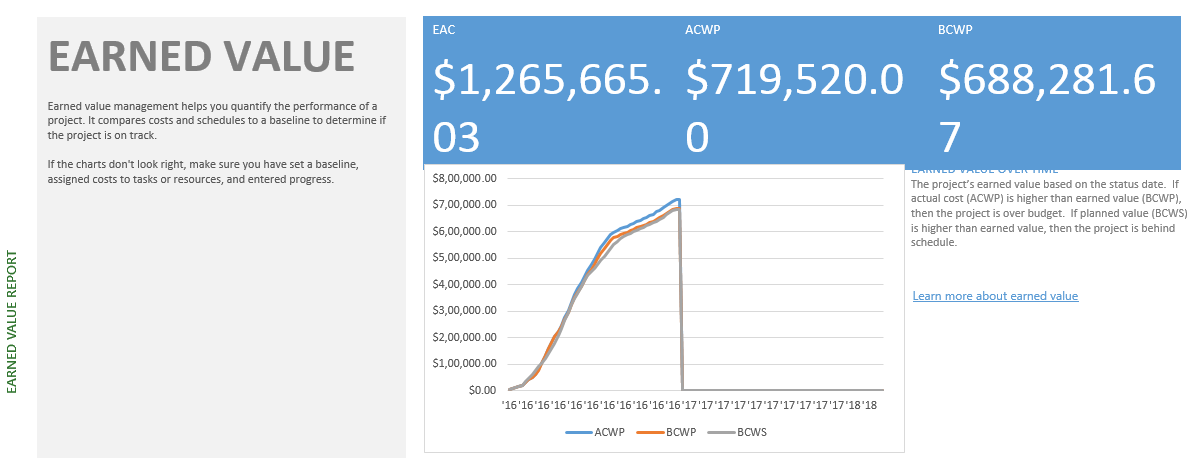 EARNED VALUE
Earned value management helps you quantify the performance of a
project. It compares costs and schedules to a baseline to determine if
the project is on track.
If the charts don't look right, make sure you have set a baseline,
assigned costs to tasks or resources, and entered progress.
EARNED VALUE REPORT
EAC
$1,265,665.
03
ACWP
$719,520.0
0
BCWP
$688,281.6
7
$8,00,000.00
$7,00,000.00
$6,00,000.00
$5,00,000.00
$4,00,000.00
$3,00,000.00
$2,00,000.00
$1,00,000.00
$0.00
'16 '16 '16 '16 '16 '16 '16 '16 '16 '16 '16 '17 '17 '17 '17 '17 '17 '17 '17 '17 '17 '18 '18
ACWP BCWP BCWS
EARNED VALUE OVER TIME
The project's earned value based on the status date.  If
actual cost (ACWP) is higher than earned value (BCWP),
then the project is over budget.  If planned value (BCWS)
is higher than earned value, then the project is behind
schedule.
Learn more about earned value